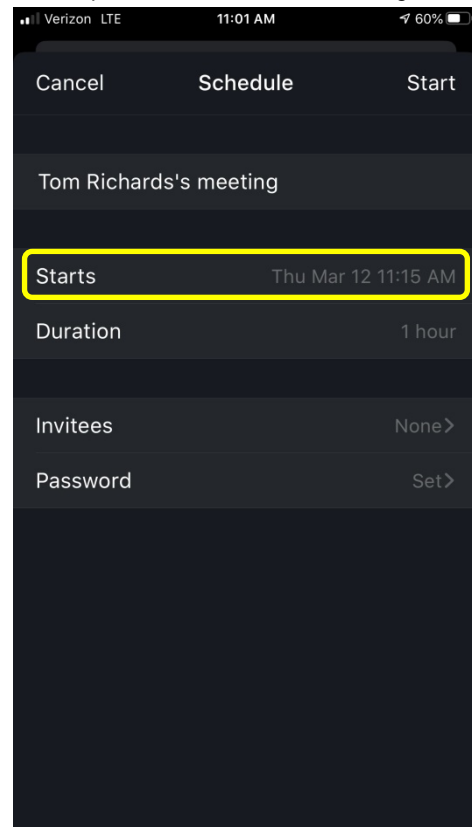 Verizon LTE 11:01 AM 60%
Cancel Schedule Start
Tom Richards's meeting
Starts Thu Mar 12 11:15 AM
Duration 1 hour
Invitees None>
Password Set>